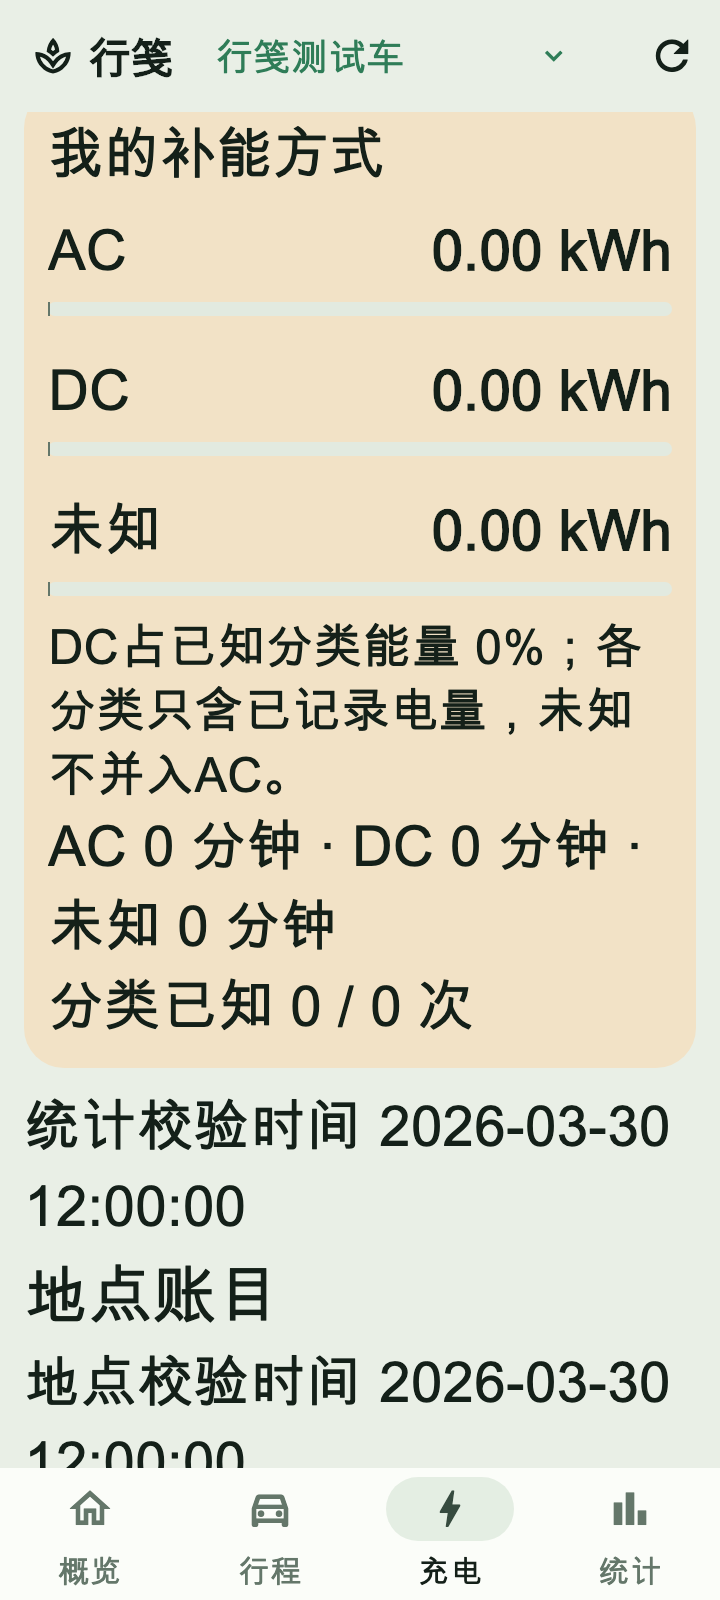 行笺
行笺测试车
我的补能方式
AC 0.00 kWh
DC 0.00 kWh
未知 0.00 kWh
DC占已知分类能量 0%；各
分类只含已记录电量，未知
不并入AC。
AC 0 分钟 · DC 0 分钟 ·
未知 0 分钟
分类已知 0 / 0 次
统计校验时间 2026-03-30
12:00:00
地点账目
地点校验时间 2026-03-30
12:00:00
概览 行程 充电 统计